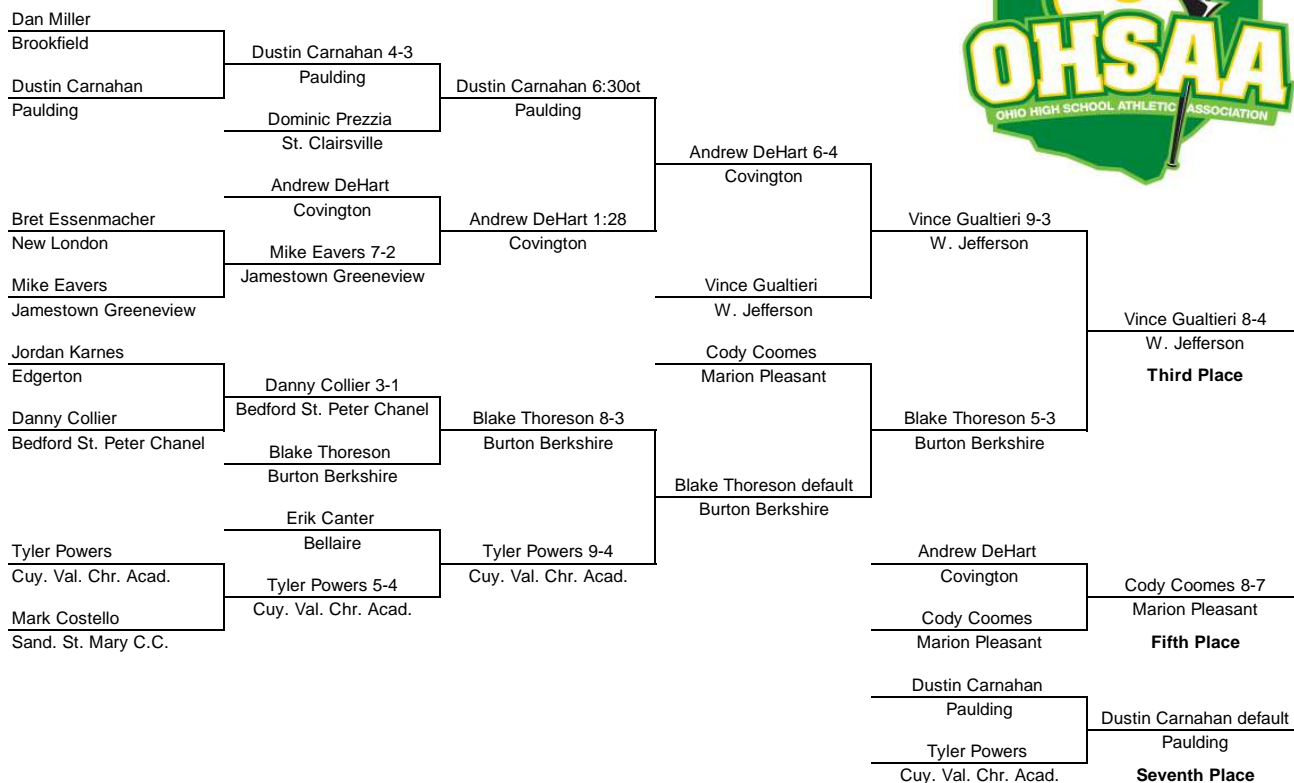 Dan Miller
Brookfield
Dustin Carnahan 4-3
Paulding
Dustin Carnahan
Paulding
Dustin Carnahan 6:30ot
Paulding
Dominic Prezzia
St. Clairsville
OHSAA
OHIO HIGH SCHOOL ATHLETIC ASSOCIATION
Andrew DeHart 6-4
Covington
Andrew DeHart
Covington
Bret Essenmacher
New London
Andrew DeHart 1:28
Covington
Vince Gualtieri 9-3
W. Jefferson
Mike Eavers 7-2
Jamestown Greeneview
Mike Eavers
Jamestown Greeneview
Vince Gualtieri
W. Jefferson
Vince Gualtieri 8-4
W. Jefferson
Third Place
Jordan Karnes
Edgerton
Cody Coomes
Marion Pleasant
Danny Collier 3-1
Bedford St. Peter Chanel
Danny Collier
Bedford St. Peter Chanel
Blake Thoreson 8-3
Burton Berkshire
Blake Thoreson 5-3
Burton Berkshire
Blake Thoreson
Burton Berkshire
Blake Thoreson default
Burton Berkshire
Erik Canter
Bellaire
Tyler Powers
Cuy. Val. Chr. Acad.
Tyler Powers 9-4
Cuy. Val. Chr. Acad.
Andrew DeHart
Covington
Tyler Powers 5-4
Cuy. Val. Chr. Acad.
Cody Coomes 8-7
Marion Pleasant
Fifth Place
Mark Costello
Sand. St. Mary C.C.
Cody Coomes
Marion Pleasant
Dustin Carnahan
Paulding
Dustin Carnahan default
Paulding
Seventh Place
Tyler Powers
Cuy. Val. Chr. Acad.